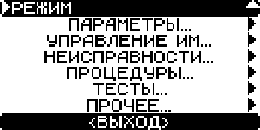 РЕЖИМ
ПАРАМЕТРЫ...
УПРАВЛЕНИЕ ИМ...
НЕИСПРАВНОСТИ...
ПРОЦЕДУРЫ...
ТЕСТЫ...
ПРОЧЕЕ...
<ВЫХОД>